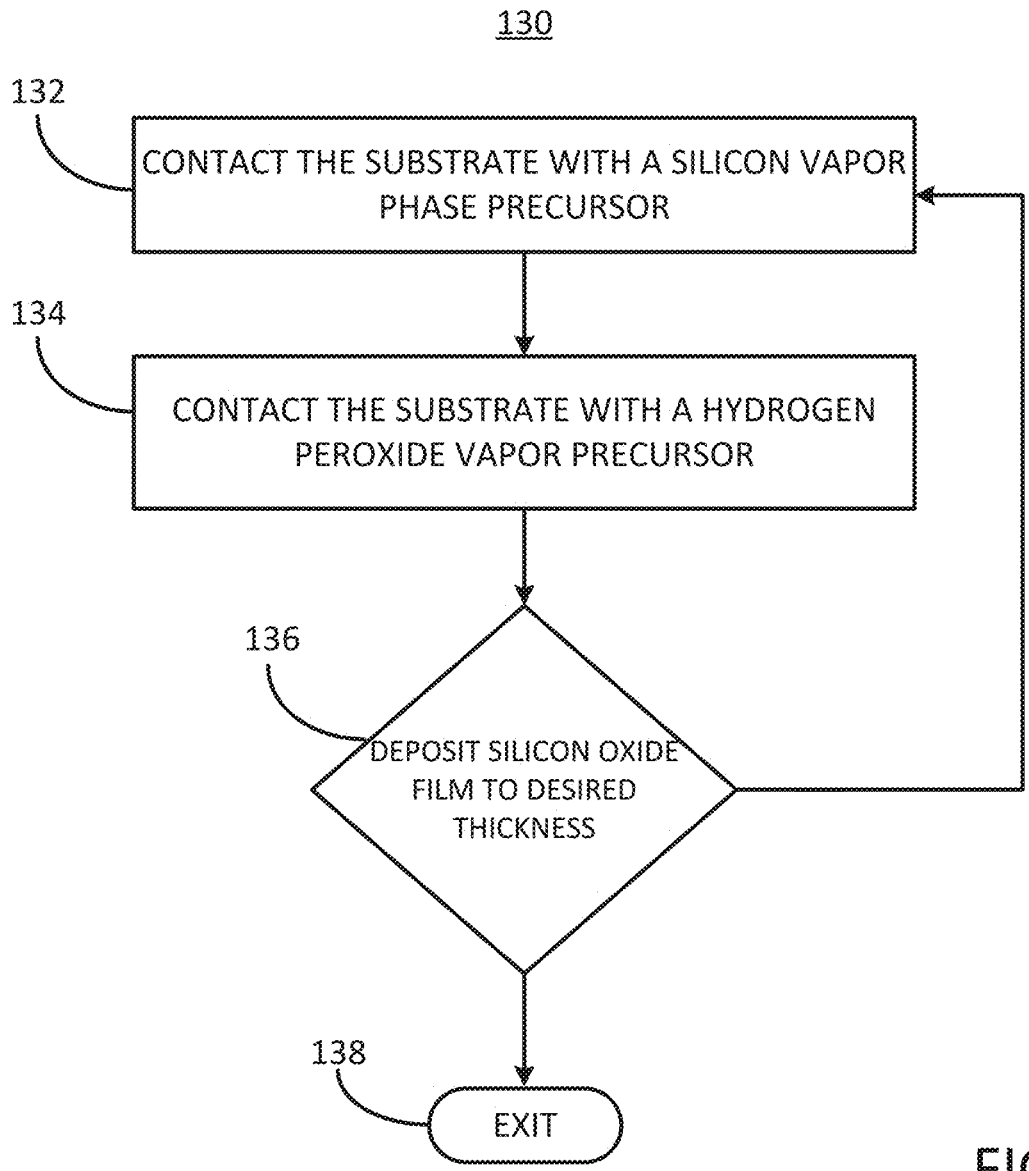 130
132
CONTACT THE SUBSTRATE WITH A SILICON VAPOR
PHASE PRECURSOR
134
CONTACT THE SUBSTRATE WITH A HYDROGEN
PEROXIDE VAPOR PRECURSOR
136
DEPOSIT SILICON OXIDE
FILM TO DESIRED
THICKNESS
138
EXIT